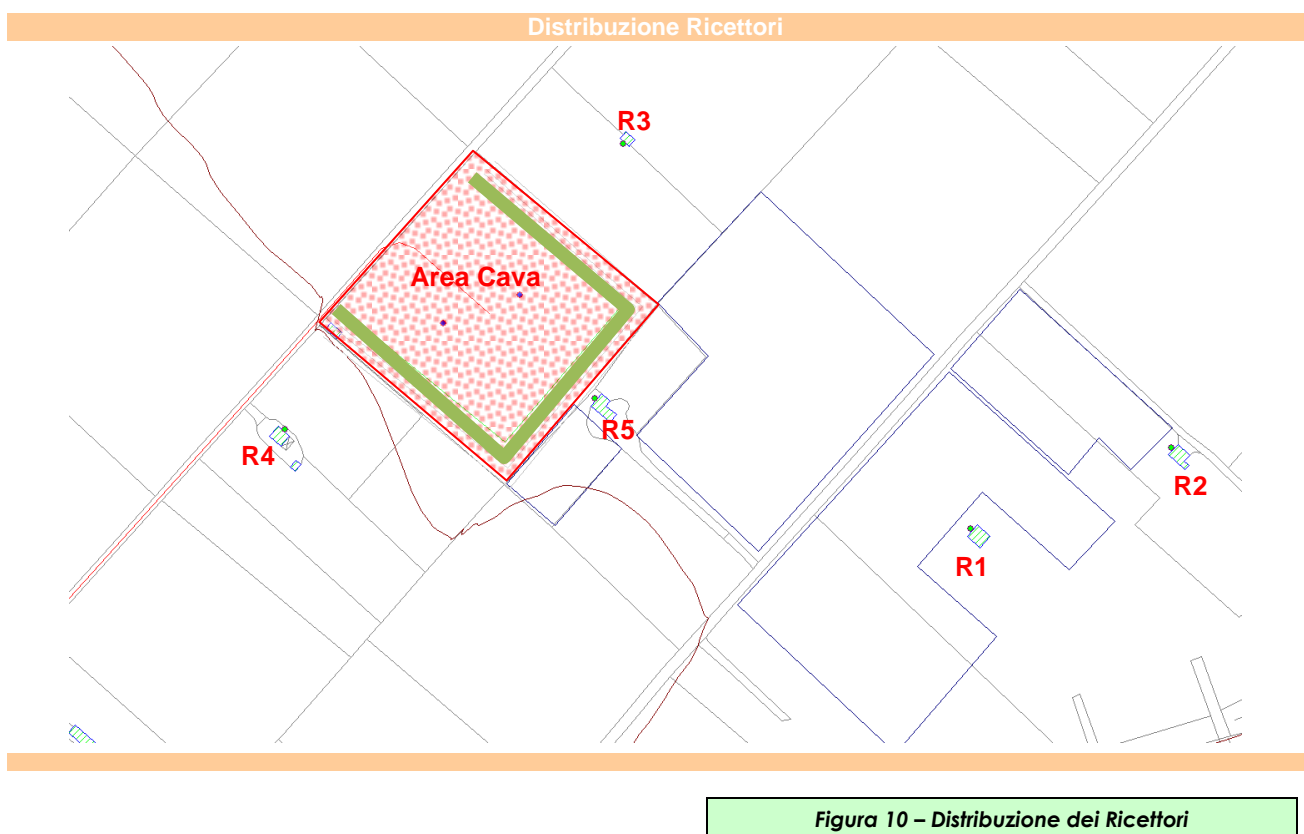 Distribuzione Ricettori
R3
Area Cava
R5
R4
R2
R1
Figura 10 – Distribuzione dei Ricettori